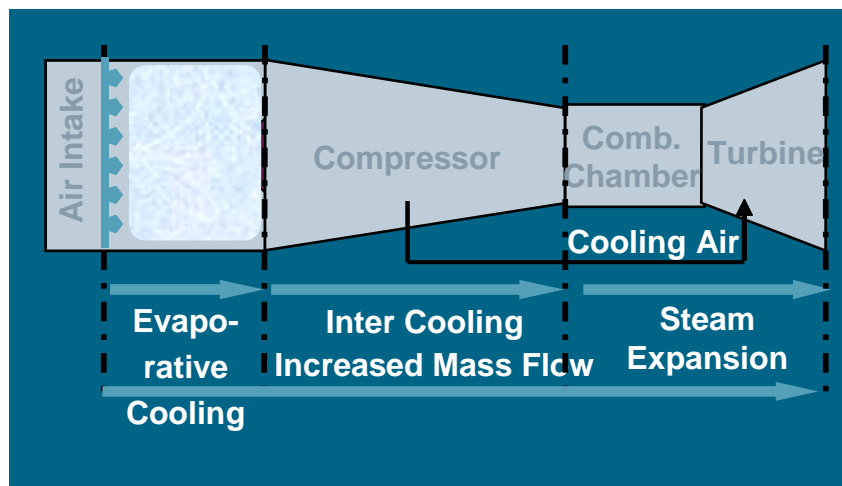 Air Intake
Compressor
Comb.
Chamber
Turbine
Cooling Air
Evapo-
rative
Cooling
Inter Cooling
Increased Mass Flow
Steam
Expansion